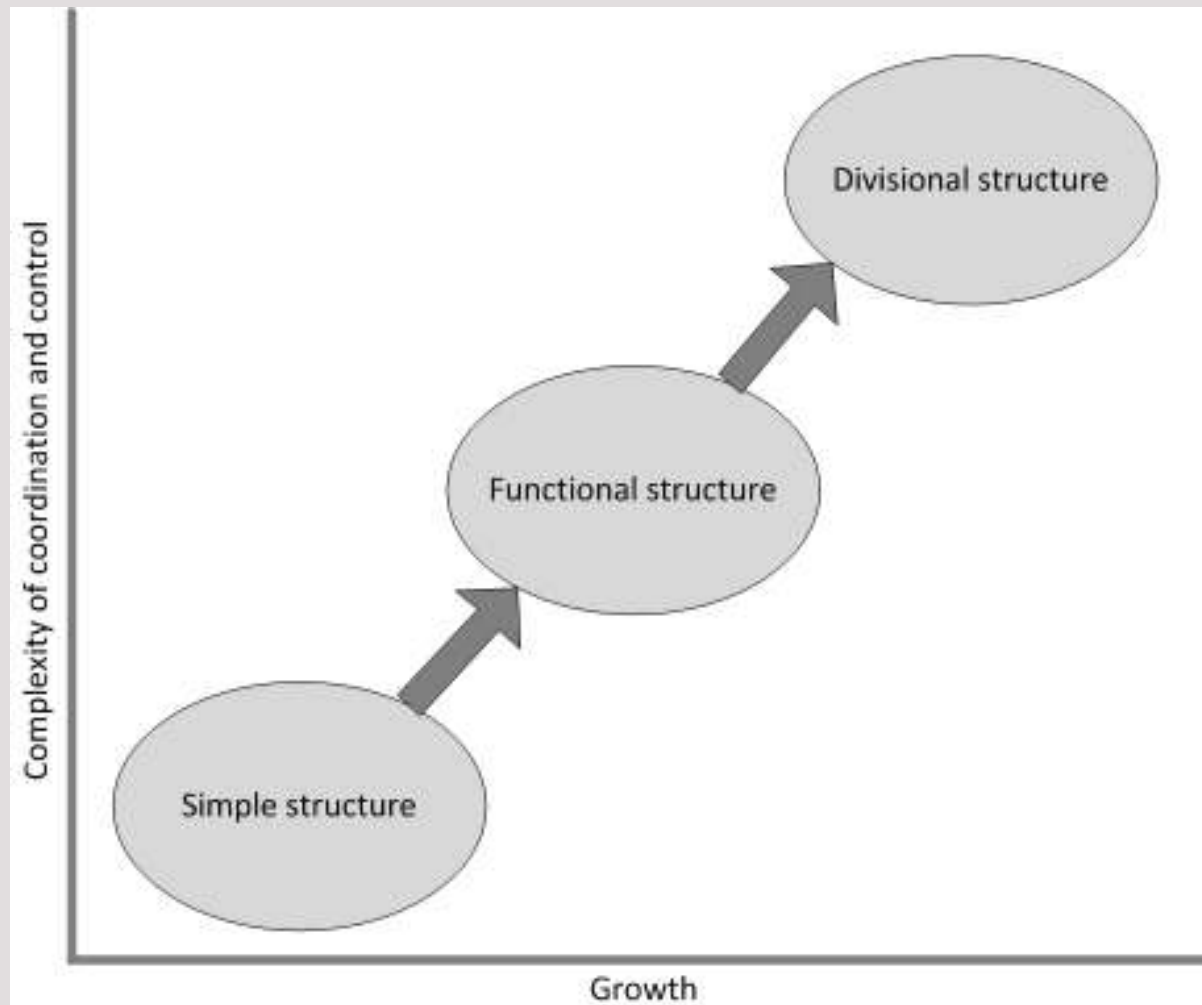 Complexity of coordination and control
Divisional structure
Functional structure
Simple structure
Growth